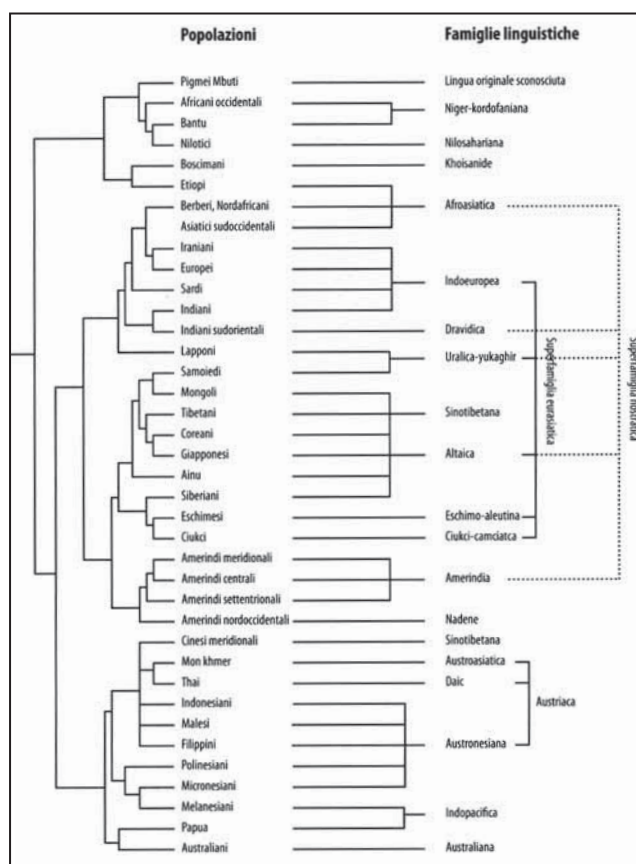 Popolazioni Famiglie linguistiche
Pigmei Mbuti Lingua originale sconosciuta
Africani occidentali
Niger-kordofaniana
Bantu
Nilotici Nilosahariana
Boscimani Khoisanide
Etiopi
Berberi, Nordafricani Afroasiatica
Asiatici sudoccidentali
Iraniani
Europei Indoeuropea
Sardi
Indiani
Indiani sudorientali Dravidica
Lapponi Uralica-yukaghir
Samoiedi
Mongoli
Tibetani Sinotibetana
Coreani
Giapponesi Altaica
Ainu
Siberiani
Eschimesi Eschimo-aleutina
Ciukci Ciukci-camciatca
Superfamiglia eurasiatica
Superfamiglia nostratica
Amerindi meridionali
Amerindi centrali Amerindia
Amerindi settentrionali
Amerindi nordoccidentali Nadene
Cinesi meridionali Sinotibetana
Mon khmer Austroasiatica
Thai Daic
Austriaca
Indonesiani
Malesi
Filippini Austronesiana
Polinesiani
Micronesiani
Melanesiani
Indopacifica
Papua
Australiani Australiana